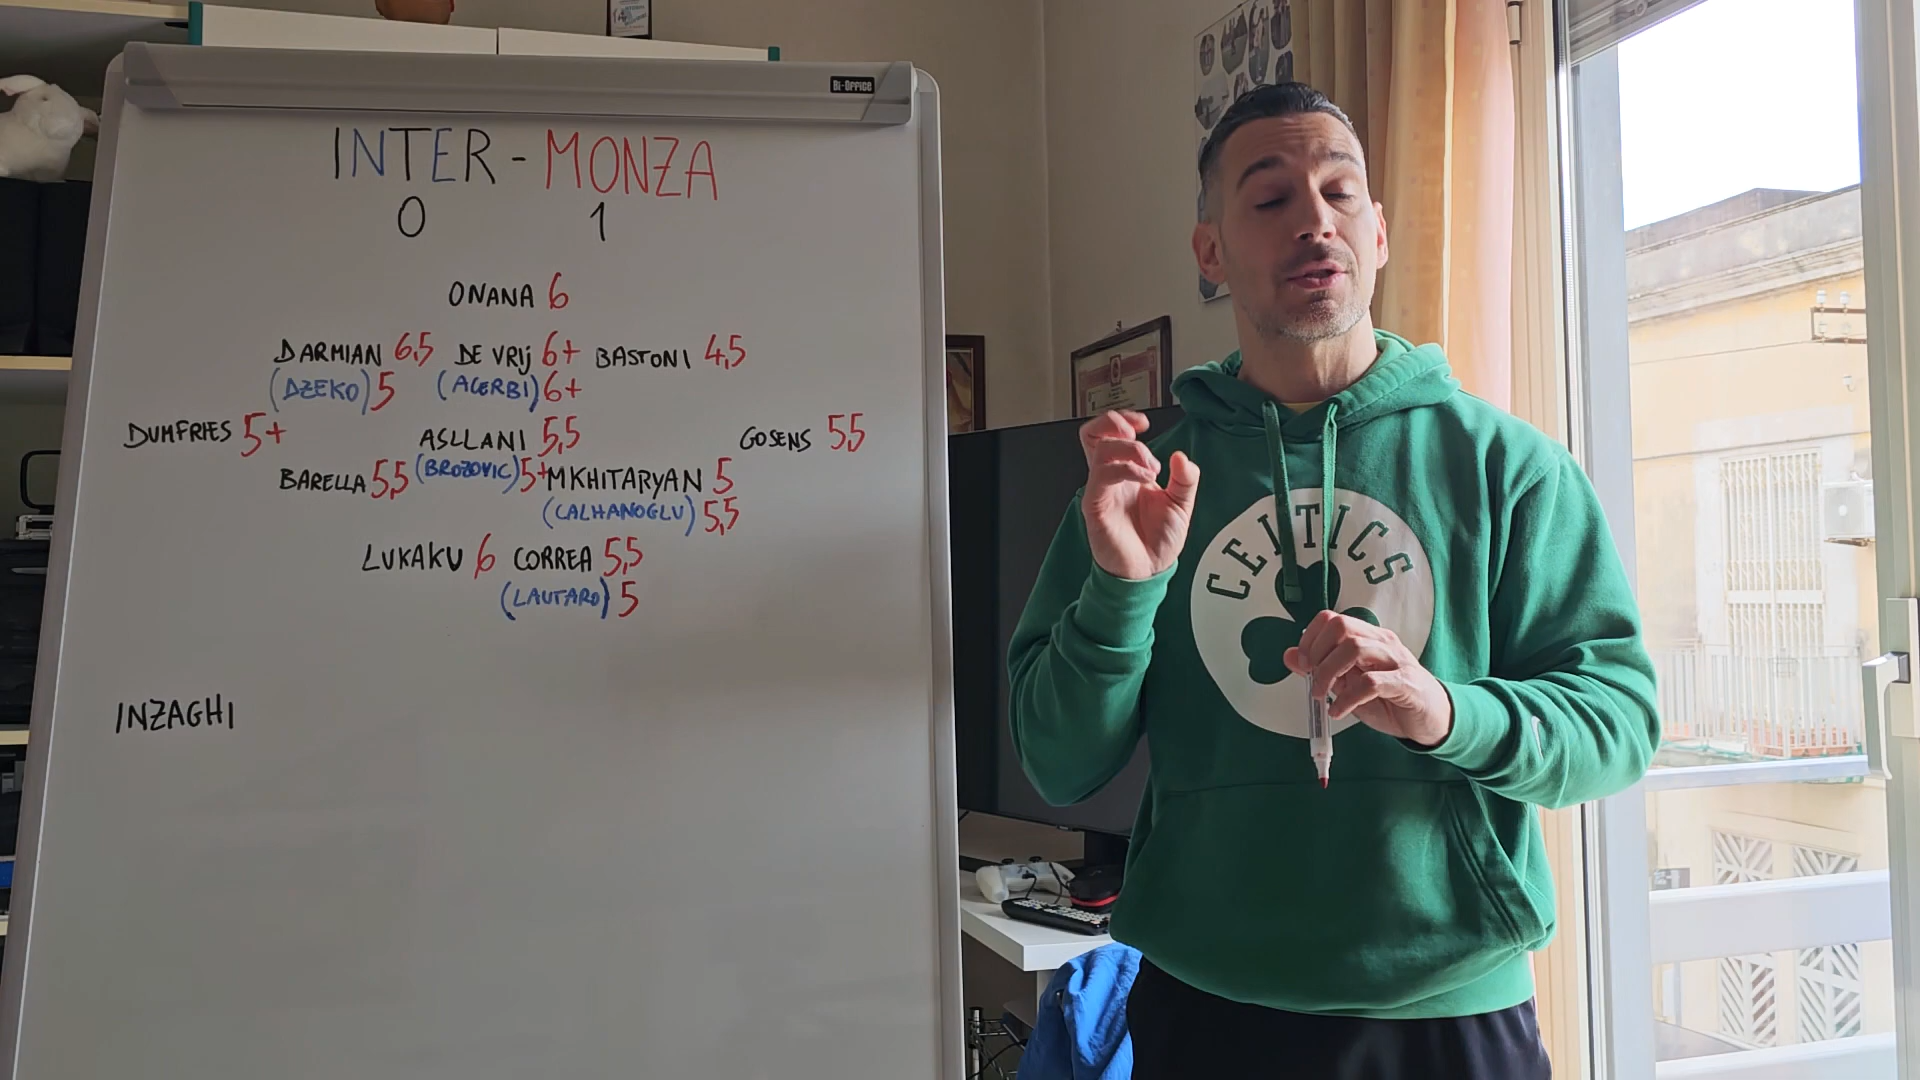 Bi-Office
INTER - MONZA
0 1
ONANA 6
DARMIAN 6,5 DE VRIJ 6+ BASTONI 4,5
(DZEKO) 5 (ACERBI) 6+
DUMFRIES 5+ ASLLANI 5,5 GOSENS 5,5
BARELLA 5,5 (BROZOVIC) 5+ MKHITARYAN 5
(CALHANOGLU) 5,5
LUKAKU 6 CORREA 5,5
(LAUTARO) 5
INZAGHI
CELTICS